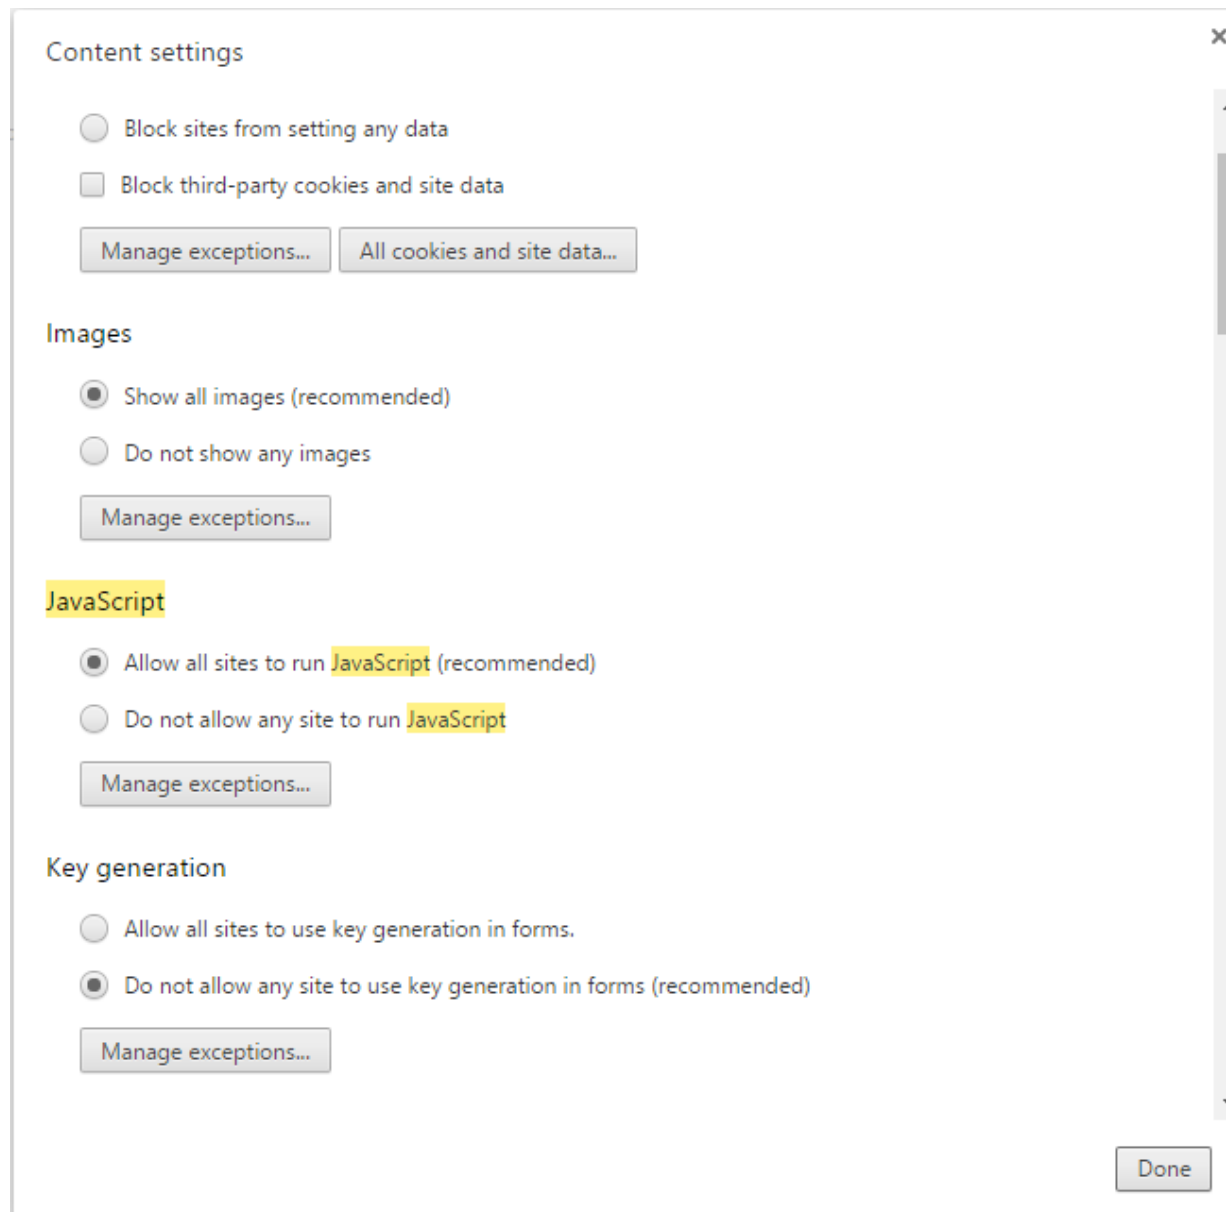 Content settings
Block sites from setting any data
Block third-party cookies and site data
Manage exceptions... All cookies and site data...
Images
Show all images (recommended)
Do not show any images
Manage exceptions...
JavaScript
Allow all sites to run JavaScript (recommended)
Do not allow any site to run JavaScript
Manage exceptions...
Key generation
Allow all sites to use key generation in forms.
Do not allow any site to use key generation in forms (recommended)
Manage exceptions...
Done